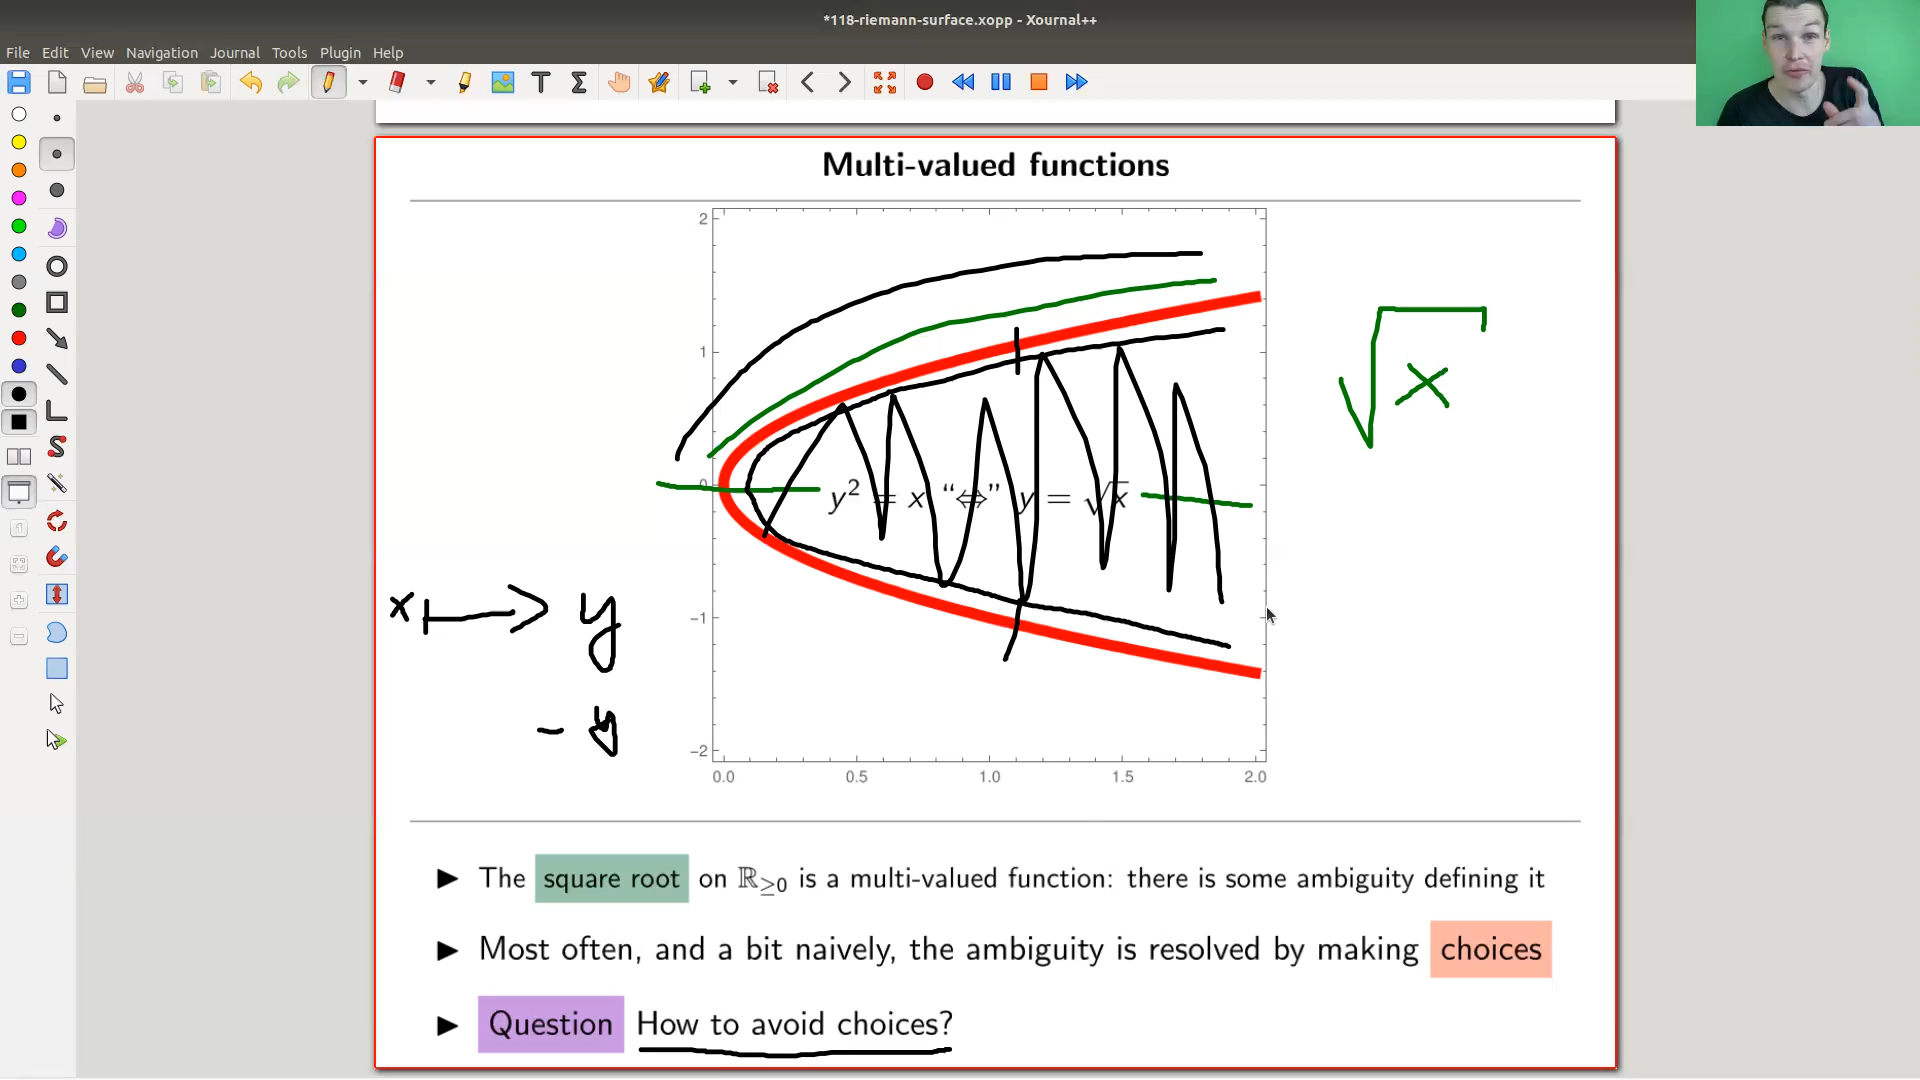 *118-riemann-surface.xopp - Xournal++
File Edit View Navigation Journal Tools Plugin Help
Multi-valued functions
2
1
0
−1
−2
0.0 0.5 1.0 1.5 2.0
y² = x “⇔” y = √x
√x
x ↦ y
- y
► The square root on ℝ≥0 is a multi-valued function: there is some ambiguity defining it
► Most often, and a bit naively, the ambiguity is resolved by making choices
► Question How to avoid choices?